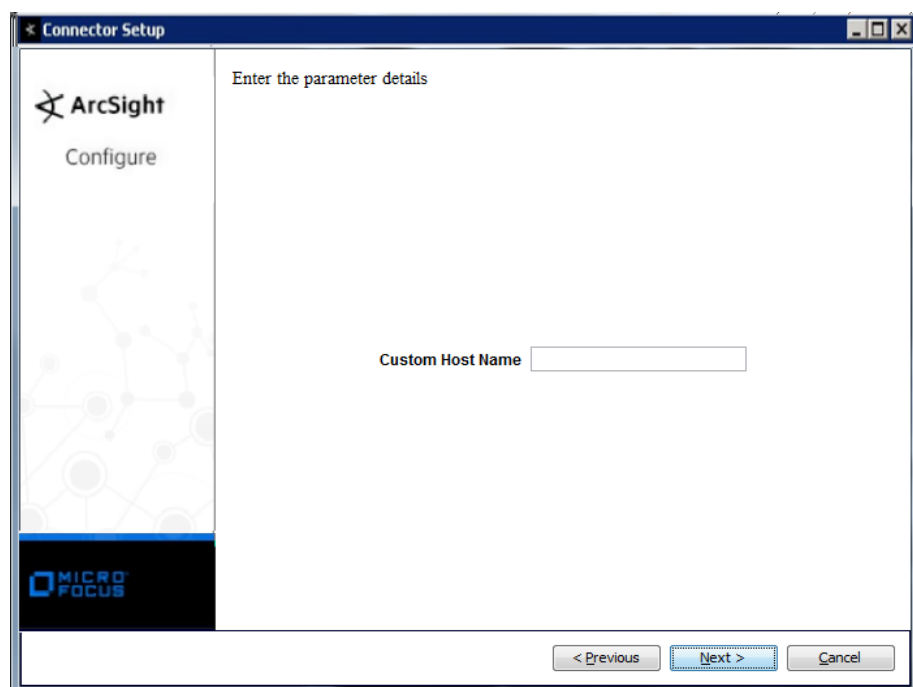 Connector Setup
Enter the parameter details
ArcSight
Configure
Custom Host Name
MICRO
FOCUS
< Previous
Next >
Cancel